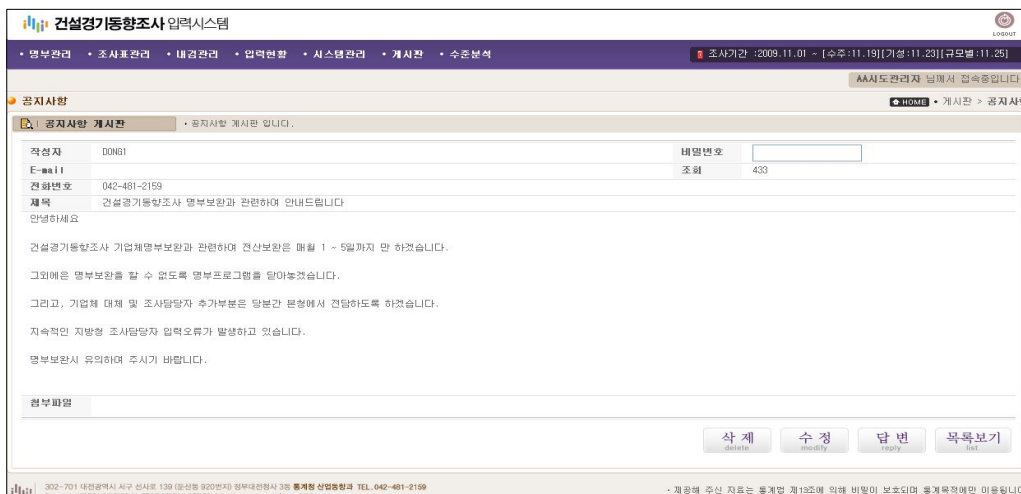 건설경기동향조사 입력시스템
LOGOUT
• 명부관리 • 조사표관리 • 내검관리 • 입력현황 • 시스템관리 • 게시판 • 수준분석
조사기간 :2009.11.01 ~ [수주:11.19][기성:11.23][규모별:11.25]
AA시도관리자 님께서 접속중입니다
공지사항
HOME • 게시판 > 공지사
공지사항 게시판 • 공지사항 게시판 입니다.
작성자 DONG1 비밀번호
E-mail 조회 433
전화번호 042-481-2159
제목 건설경기동향조사 명부보완과 관련하여 안내드립니다
안녕하세요
건설경기동향조사 기업체명부보완과 관련하여 전산보완은 매월 1 ~ 5일까지 만 하겠습니다.
그외에은 명부보완를 할 수 없도록 명부프로그램를 닫아놓겠습니다.
그리고, 기업체 대체 및 조사담당자 추가부분은 당분간 본청에서 전담하도록 하겠습니다.
지속적인 지방청 조사담당자 입력오류가 발생하고 있습니다.
명부보완시 유의하여 주시기 바랍니다.
첨부파일
삭 제 수 정 답 변 목록보기
delete modify reply list
302-701 대전광역시 서구 선사로 139 (둔산동 920번지) 정부대전청사 3동 통계청 산업동향과 TEL.042-481-2159
• 제공해 주신 자료는 통계법 제13조에 의해 비밀이 보호되며 통계목적에만 이용됩니다